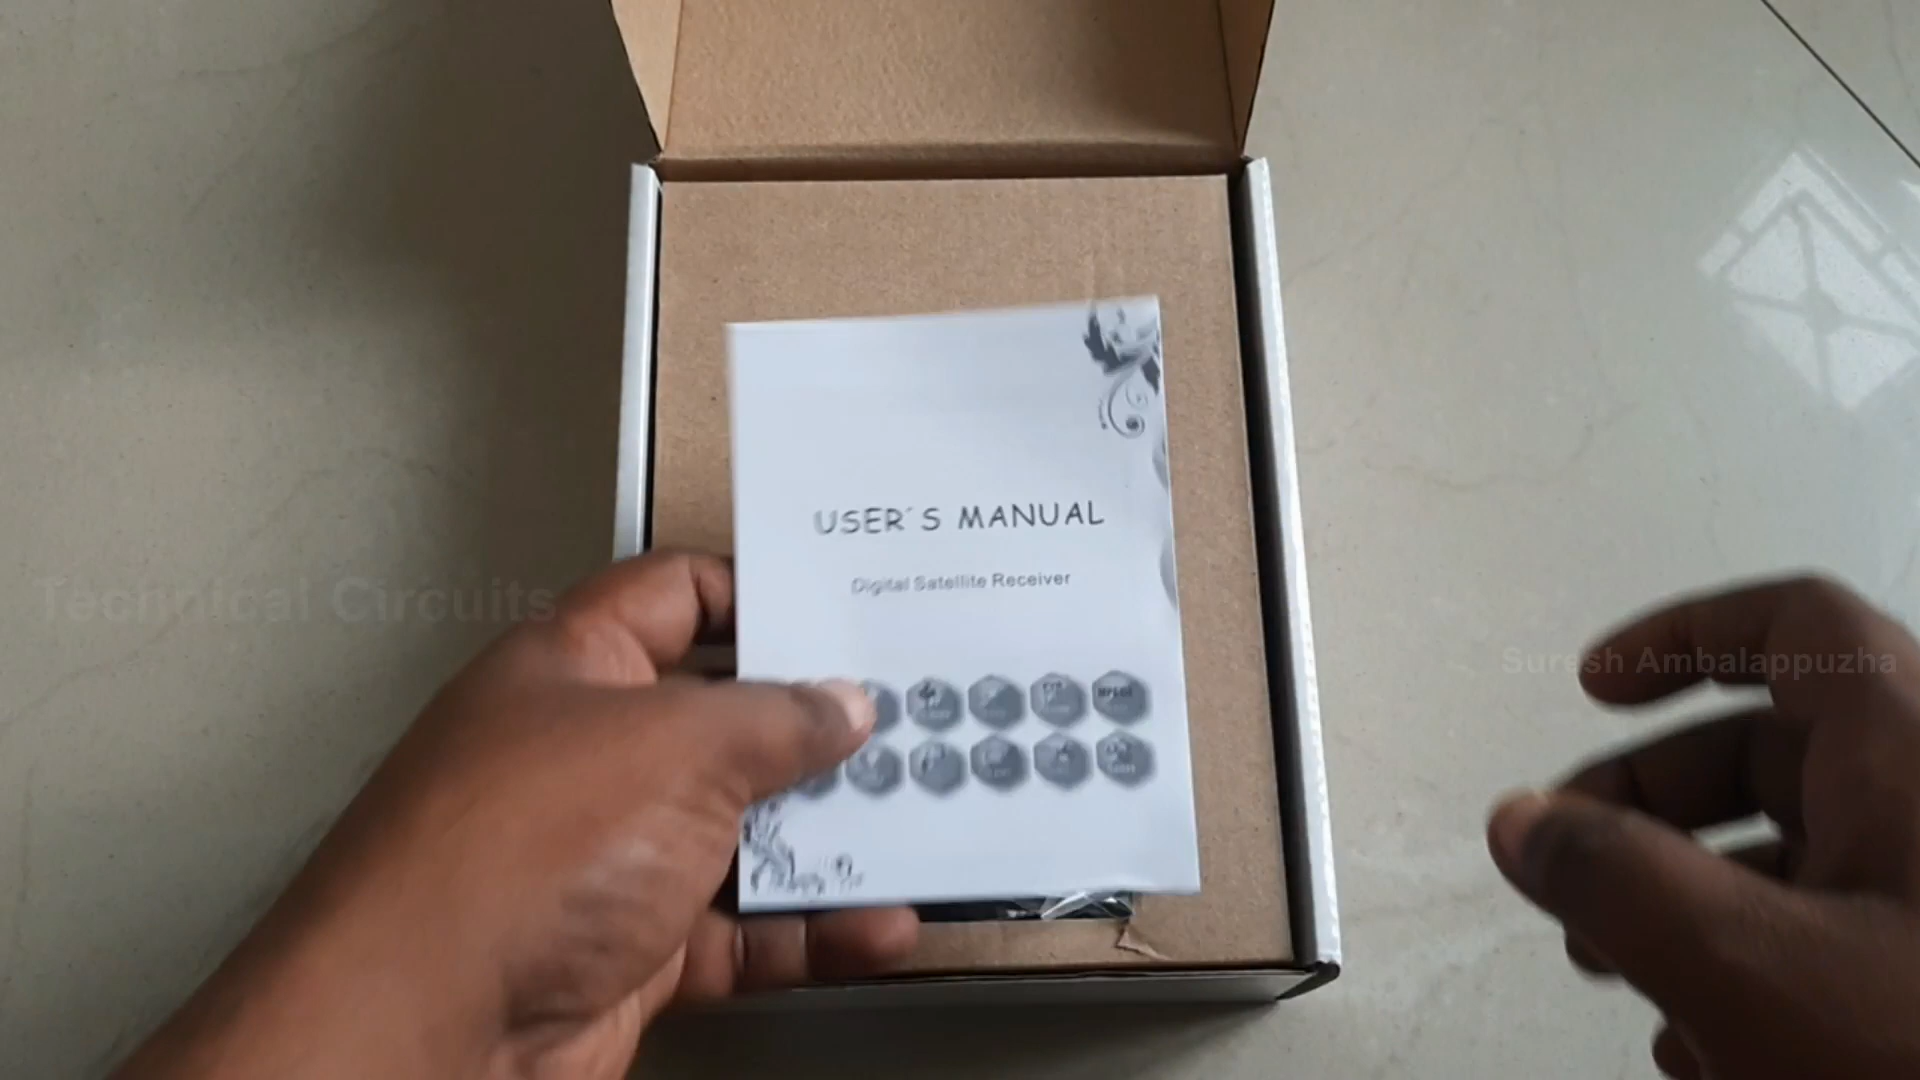 USER'S MANUAL
Digital Satellite Receiver
Technical Circuits
Suresh Ambalappuzha